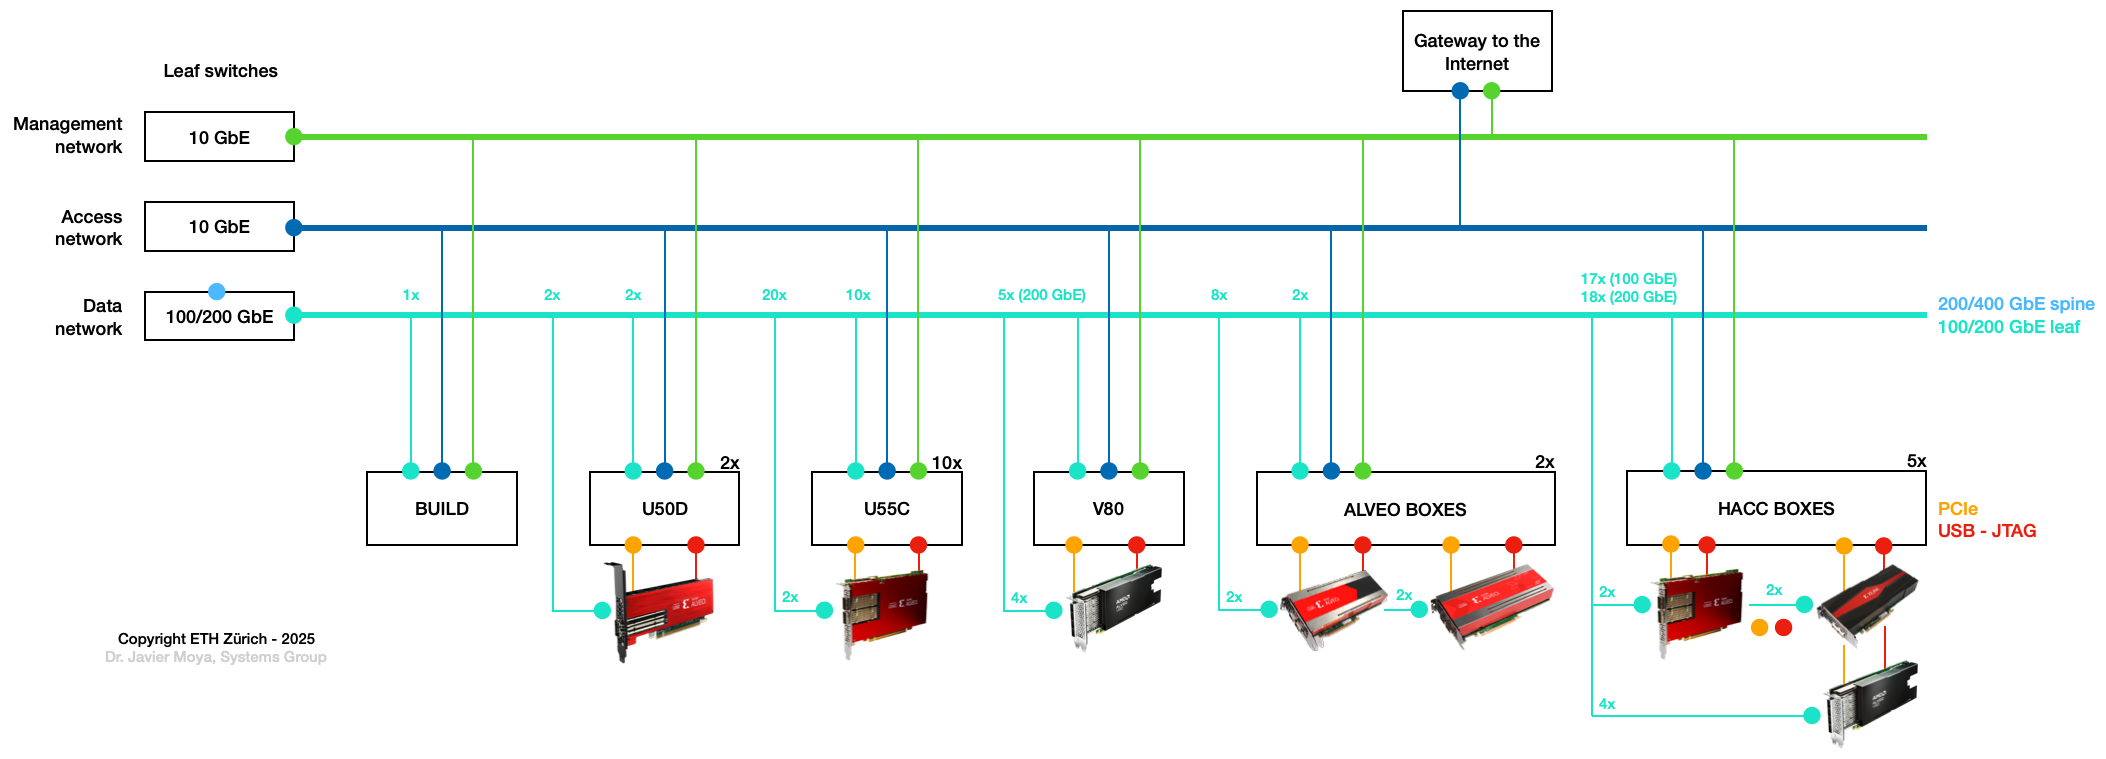 Gateway to the
Internet
Leaf switches
Management
network
10 GbE
Access
network
10 GbE
Data
network
100/200 GbE
1x
2x
2x
20x
10x
5x (200 GbE)
8x
2x
17x (100 GbE)
18x (200 GbE)
200/400 GbE spine
100/200 GbE leaf
BUILD
2x
U50D
10x
U55C
V80
2x
ALVEO BOXES
5x
HACC BOXES
PCIe
USB - JTAG
2x
4x
2x
2x
2x
2x
4x
Copyright ETH Zürich - 2025
Dr. Javier Moya, Systems Group